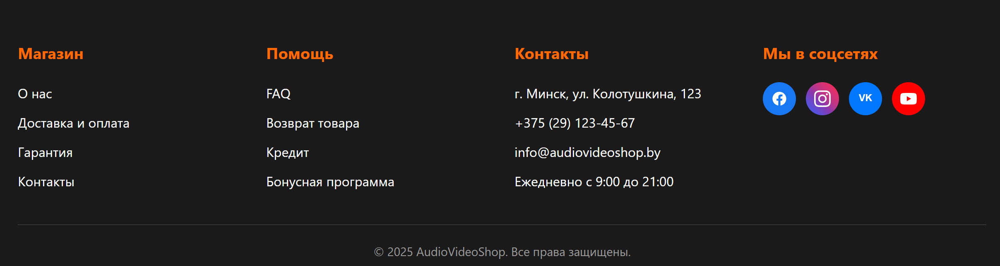 Магазин
О нас
Доставка и оплата
Гарантия
Контакты
Помощь
FAQ
Возврат товара
Кредит
Бонусная программа
Контакты
г. Минск, ул. Колотушкина, 123
+375 (29) 123-45-67
info@audiovideoshop.by
Ежедневно с 9:00 до 21:00
Мы в соцсетях
VK
© 2025 AudioVideoShop. Все права защищены.